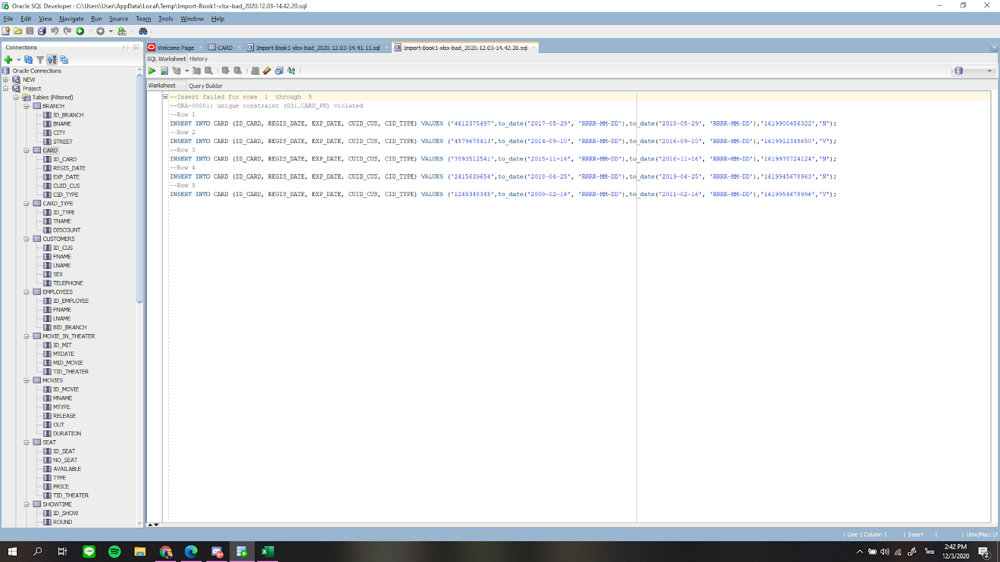 Oracle SQL Developer : C:\Users\User\AppData\Local\Temp\Import-Book1-xlsx-bad_2020.12.03-14.42.20.sql
File Edit View Navigate Run Source Team Tools Window Help
Connections
Welcome Page
CARD
Import-Book1-xlsx-bad_2020.12.03-14.41.11.sql
Import-Book1-xlsx-bad_2020.12.03-14.42.20.sql
SQL Worksheet History
Aa
Worksheet Query Builder
Oracle Connections
NEW
Project
Tables (Filtered)
BRANCH
ID_BRANCH
BNAME
CITY
STREET
CARD
ID_CARD
REGIS_DATE
EXP_DATE
CUID_CUS
CID_TYPE
CARD_TYPE
ID_TYPE
TNAME
DISCOUNT
CUSTOMERS
ID_CUS
FNAME
LNAME
SEX
TELEPHONE
EMPLOYEES
ID_EMPLOYEE
FNAME
LNAME
BID_BRANCH
MOVIE_IN_THEATER
ID_MIT
MTDATE
MID_MOVIE
TID_THEATER
MOVIES
ID_MOVIE
MNAME
MTYPE
RELEASE
OUT
DURATION
SEAT
ID_SEAT
NO_SEAT
AVAILABLE
TYPE
PRICE
TID_THEATER
SHOWTIME
ID_SHOW
ROUND
--Insert failed for rows  1  through  5
--ORA-00001: unique constraint (G31.CARD_PK) violated
--Row 1
INSERT INTO CARD (ID_CARD, REGIS_DATE, EXP_DATE, CUID_CUS, CID_TYPE) VALUES ('4612375497',to_date('2017-05-29', 'RRRR-MM-DD'),to_date('2018-05-29', 'RRRR-MM-DD'),'1619900456322','N');
--Row 2
INSERT INTO CARD (ID_CARD, REGIS_DATE, EXP_DATE, CUID_CUS, CID_TYPE) VALUES ('4579678413',to_date('2014-09-10', 'RRRR-MM-DD'),to_date('2016-09-10', 'RRRR-MM-DD'),'1619912348650','V');
--Row 3
INSERT INTO CARD (ID_CARD, REGIS_DATE, EXP_DATE, CUID_CUS, CID_TYPE) VALUES ('7893512541',to_date('2015-11-16', 'RRRR-MM-DD'),to_date('2016-11-16', 'RRRR-MM-DD'),'1619978724124','N');
--Row 4
INSERT INTO CARD (ID_CARD, REGIS_DATE, EXP_DATE, CUID_CUS, CID_TYPE) VALUES ('2415639654',to_date('2018-04-25', 'RRRR-MM-DD'),to_date('2019-04-25', 'RRRR-MM-DD'),'1619945678963','N');
--Row 5
INSERT INTO CARD (ID_CARD, REGIS_DATE, EXP_DATE, CUID_CUS, CID_TYPE) VALUES ('1245348345',to_date('2009-02-16', 'RRRR-MM-DD'),to_date('2011-02-16', 'RRRR-MM-DD'),'1619954678996','V');
Line 1 Column 1 | Insert | | Unix/Mac: LF
LINE
9+
ไทย
2:42 PM
12/3/2020
2